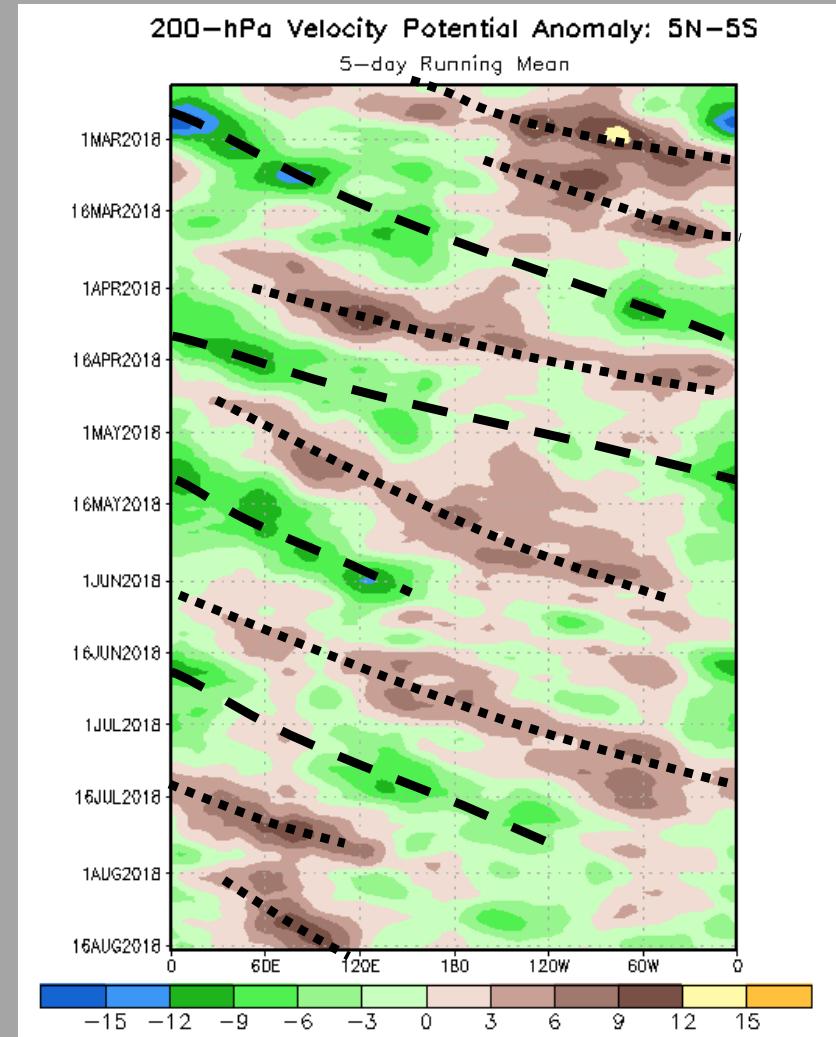 200-hPa Velocity Potential Anomaly: 5N-5S
5-day Running Mean
1MAR2018
16MAR2018
1APR2018
16APR2018
1MAY2018
16MAY2018
1JUN2018
16JUN2018
1JUL2018
16JUL2018
1AUG2018
16AUG2018
0 60E 120E 180 120W 60W 0
-15 -12 -9 -6 -3 0 3 6 9 12 15